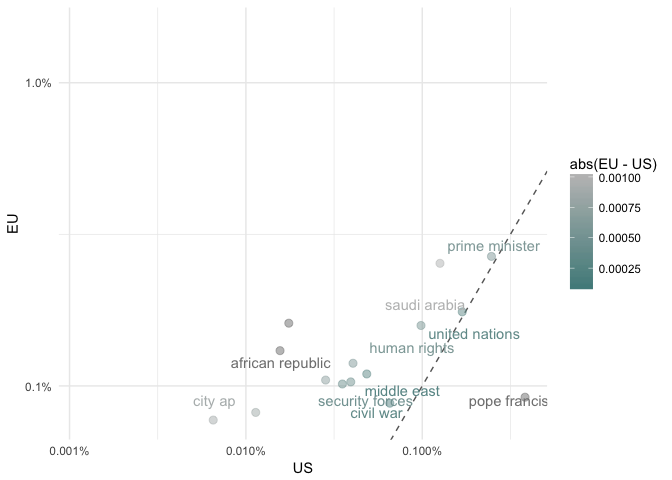 1.0%
EU
0.1%
prime minister
saudi arabia
united nations
human rights
african republic
middle east
city ap
security forces
pope francis
civil war
0.001%
0.010%
0.100%
US
abs(EU - US)
0.00100
0.00075
0.00050
0.00025